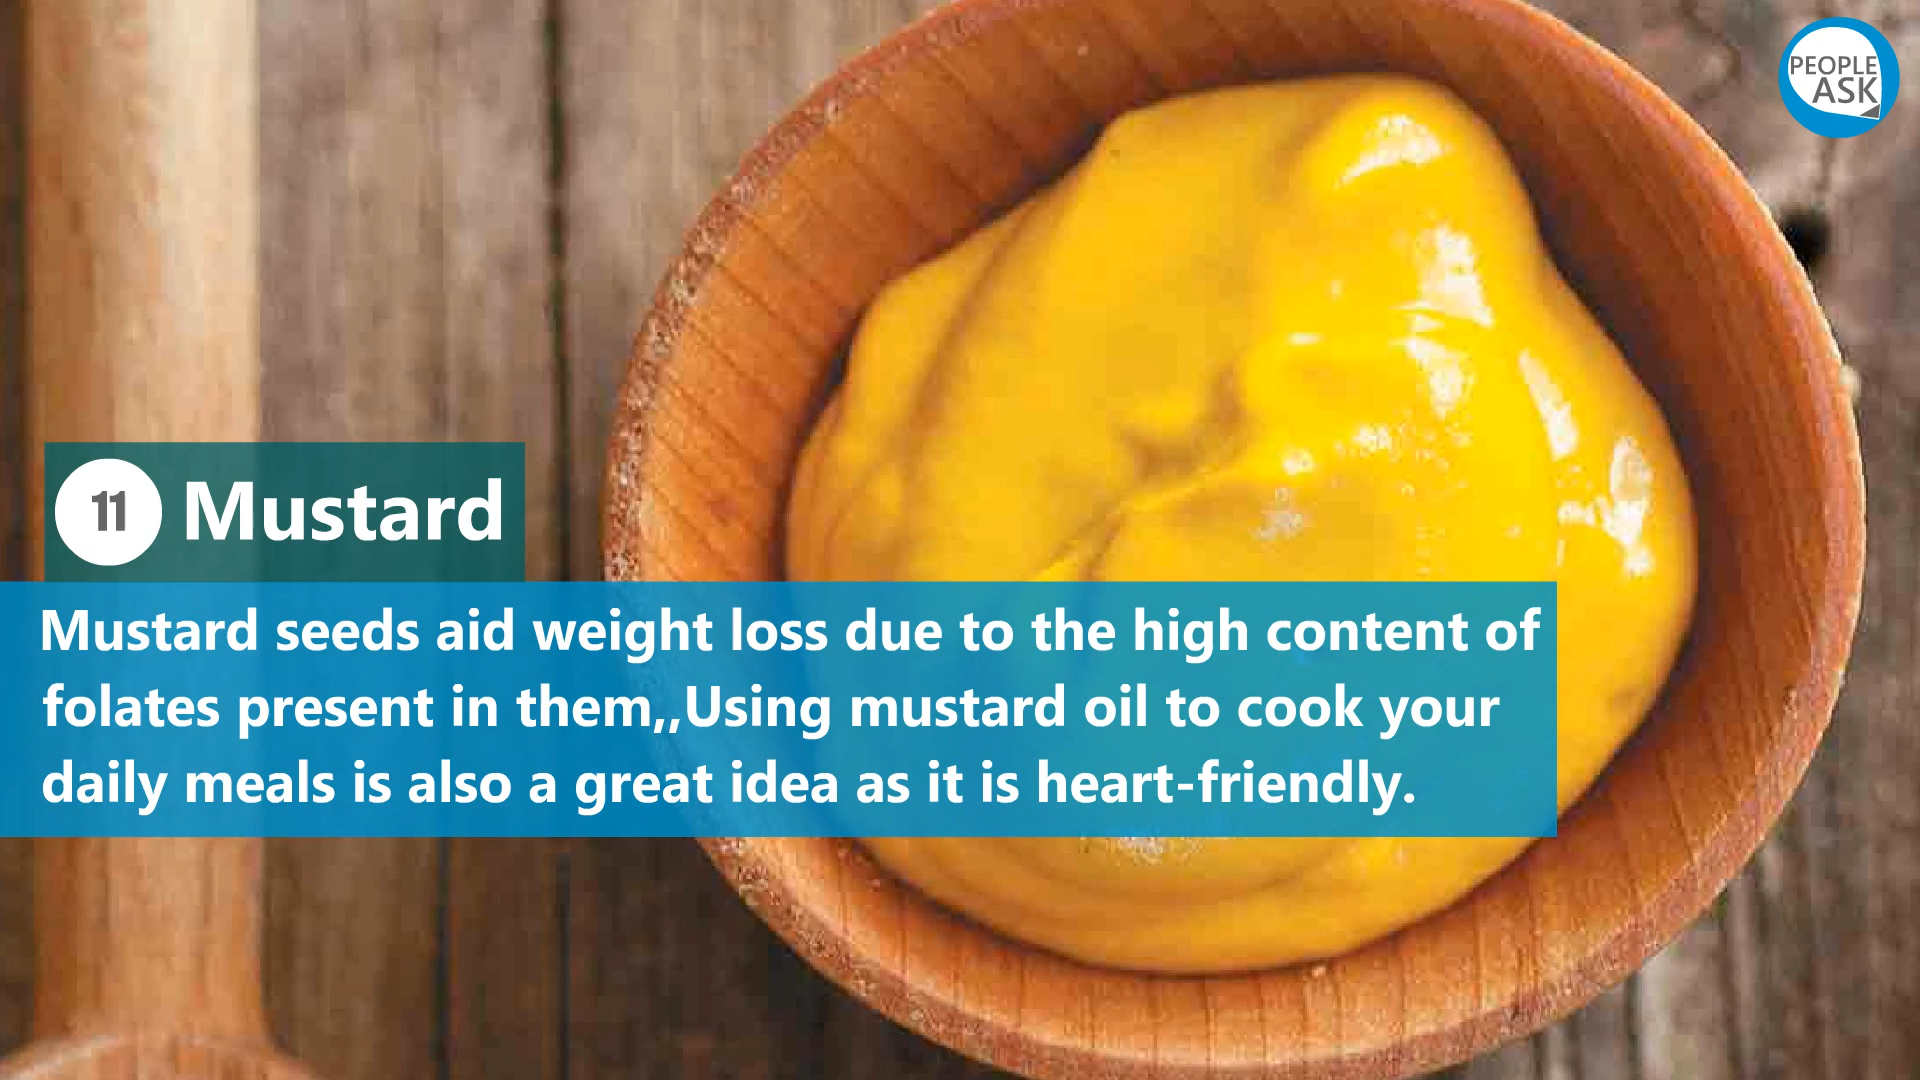 PEOPLE
ASK
11 Mustard
Mustard seeds aid weight loss due to the high content of
folates present in them,,Using mustard oil to cook your
daily meals is also a great idea as it is heart-friendly.